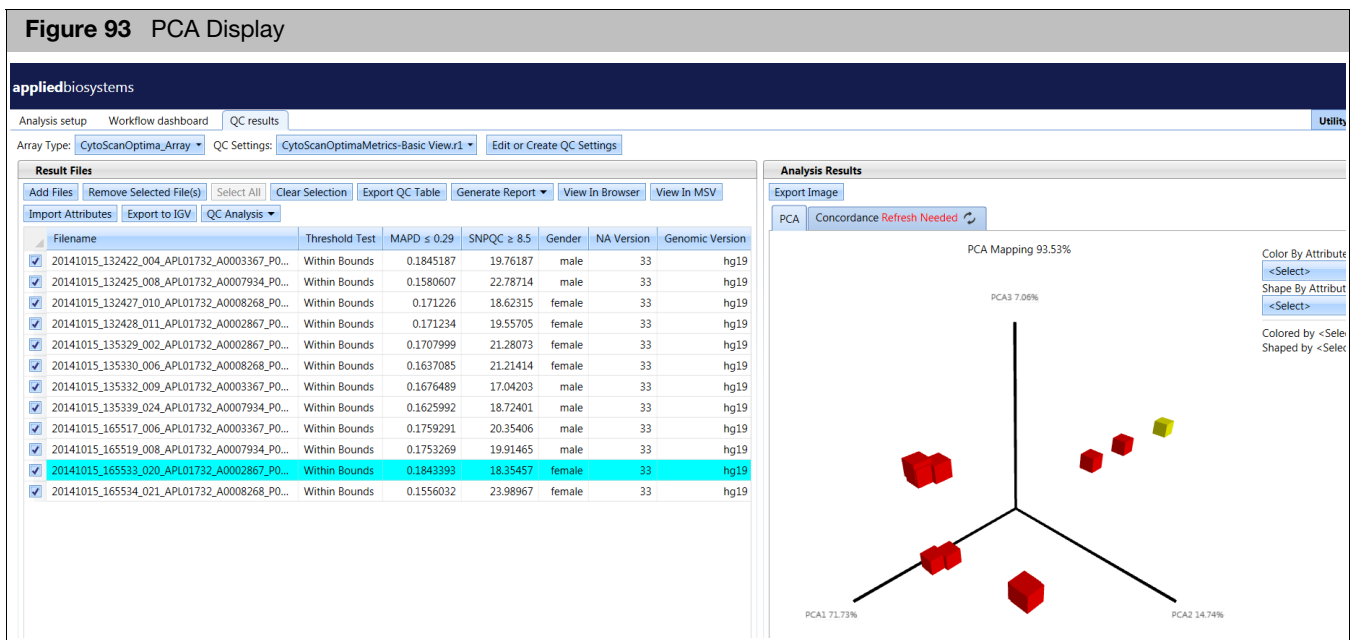 Figure 93 PCA Display
appliedbiosystems
Analysis setup Workflow dashboard QC results
Utility
Array Type: CytoScanOptima_Array QC Settings: CytoScanOptimaMetrics-Basic View.r1 Edit or Create QC Settings
Result Files
Add Files Remove Selected File(s) Select All Clear Selection Export QC Table Generate Report View In Browser View In MSV
Import Attributes Export to IGV QC Analysis
Filename Threshold Test MAPD ≤ 0.29 SNPQC ≥ 8.5 Gender NA Version Genomic Version
20141015_132422_004_APL01732_A0003367_P0... Within Bounds 0.1845187 19.76187 male 33 hg19
20141015_132425_008_APL01732_A0007934_P0... Within Bounds 0.1580607 22.78714 male 33 hg19
20141015_132427_010_APL01732_A0008268_P0... Within Bounds 0.171226 18.62315 female 33 hg19
20141015_132428_011_APL01732_A0002867_P0... Within Bounds 0.171234 19.55705 female 33 hg19
20141015_135329_002_APL01732_A0002867_P0... Within Bounds 0.1707999 21.28073 female 33 hg19
20141015_135330_006_APL01732_A0008268_P0... Within Bounds 0.1637085 21.21414 female 33 hg19
20141015_135332_009_APL01732_A0003367_P0... Within Bounds 0.1676489 17.04203 male 33 hg19
20141015_135339_024_APL01732_A0007934_P0... Within Bounds 0.1625992 18.72401 male 33 hg19
20141015_165517_006_APL01732_A0003367_P0... Within Bounds 0.1759291 20.35406 male 33 hg19
20141015_165519_008_APL01732_A0007934_P0... Within Bounds 0.1753269 19.91465 male 33 hg19
20141015_165533_020_APL01732_A0002867_P0... Within Bounds 0.1843393 18.35457 female 33 hg19
20141015_165534_021_APL01732_A0008268_P0... Within Bounds 0.1556032 23.98967 female 33 hg19
Analysis Results
Export Image
PCA Concordance Refresh Needed
PCA Mapping 93.53%
Color By Attribute
<Select>
Shape By Attribut
<Select>
Colored by <Selec
Shaped by <Selec
PCA3 7.06%
PCA1 71.73%
PCA2 14.74%